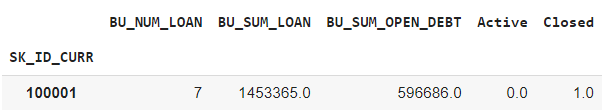 BU_NUM_LOAN BU_SUM_LOAN BU_SUM_OPEN_DEBT Active Closed
SK_ID_CURR
100001 7 1453365.0 596686.0 0.0 1.0